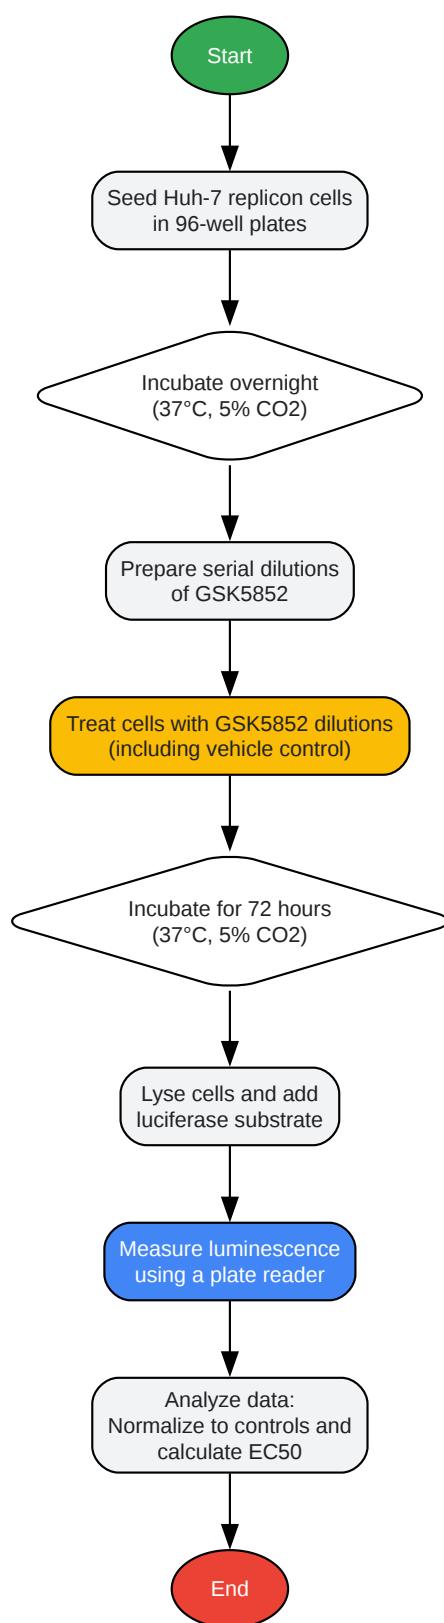 Start
Seed Huh-7 replicon cells
in 96-well plates
Incubate overnight
(37°C, 5% CO2)
Prepare serial dilutions
of GSK5852
Treat cells with GSK5852 dilutions
(including vehicle control)
Incubate for 72 hours
(37°C, 5% CO2)
Lyse cells and add
luciferase substrate
Measure luminescence
using a plate reader
Analyze data:
Normalize to controls and
calculate EC50
End